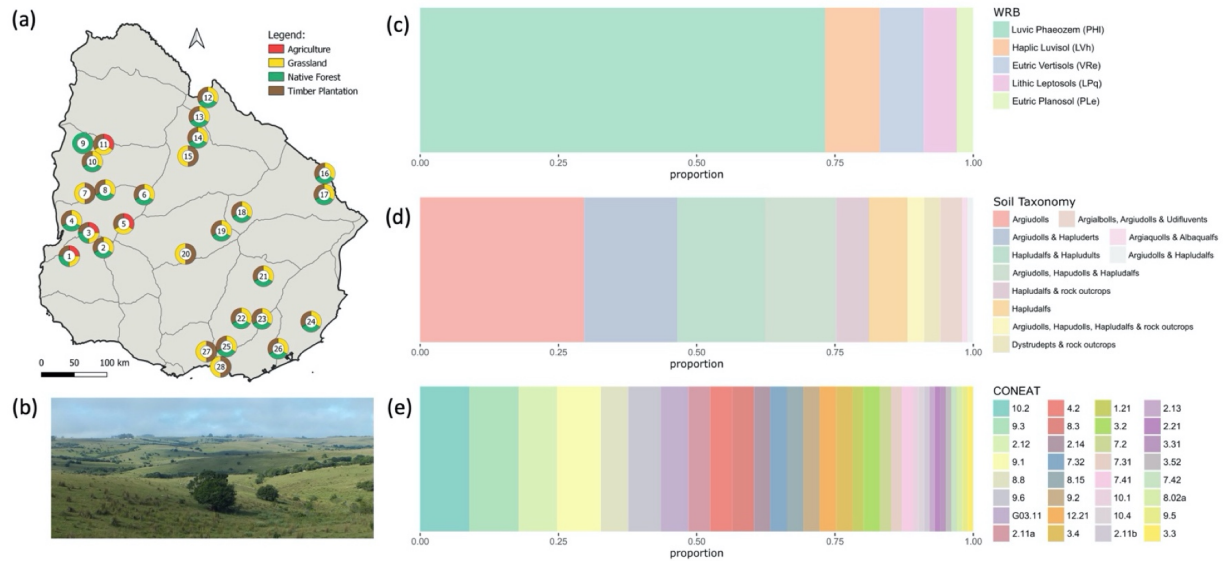 (a)
Legend:
Agriculture
Grassland
Native Forest
Timber Plantation
12
13
14
15
9
11
10
16
17
7
8
6
4
3
5
18
19
1
2
20
21
22
23
24
25
26
27
28
0 50 100 km
(b)
(c)
0.00 0.25 0.50 0.75 1.00
proportion
WRB
Luvic Phaeozem (PHl)
Haplic Luvisol (LVh)
Eutric Vertisols (VRe)
Lithic Leptosols (LPq)
Eutric Planosol (PLe)
(d)
0.00 0.25 0.50 0.75 1.00
proportion
Soil Taxonomy
Argiudolls Argialbolls, Argiudolls & Udifluvents
Argiudolls & Hapluderts Argiaquolls & Albaqualfs
Hapludalfs & Hapludults Argiudolls & Hapludalfs
Argiudolls, Hapudolls & Hapludalfs
Hapludalfs & rock outcrops
Hapludalfs
Argiudolls, Hapudolls, Hapludalfs & rock outcrops
Dystrudepts & rock outcrops
(e)
0.00 0.25 0.50 0.75 1.00
proportion
CONEAT
10.2 4.2 1.21 2.13
9.3 8.3 3.2 2.21
2.12 2.14 7.2 3.31
9.1 7.32 7.31 3.52
8.8 8.15 7.41 7.42
9.6 9.2 10.1 8.02a
G03.11 12.21 10.4 9.5
2.11a 3.4 2.11b 3.3